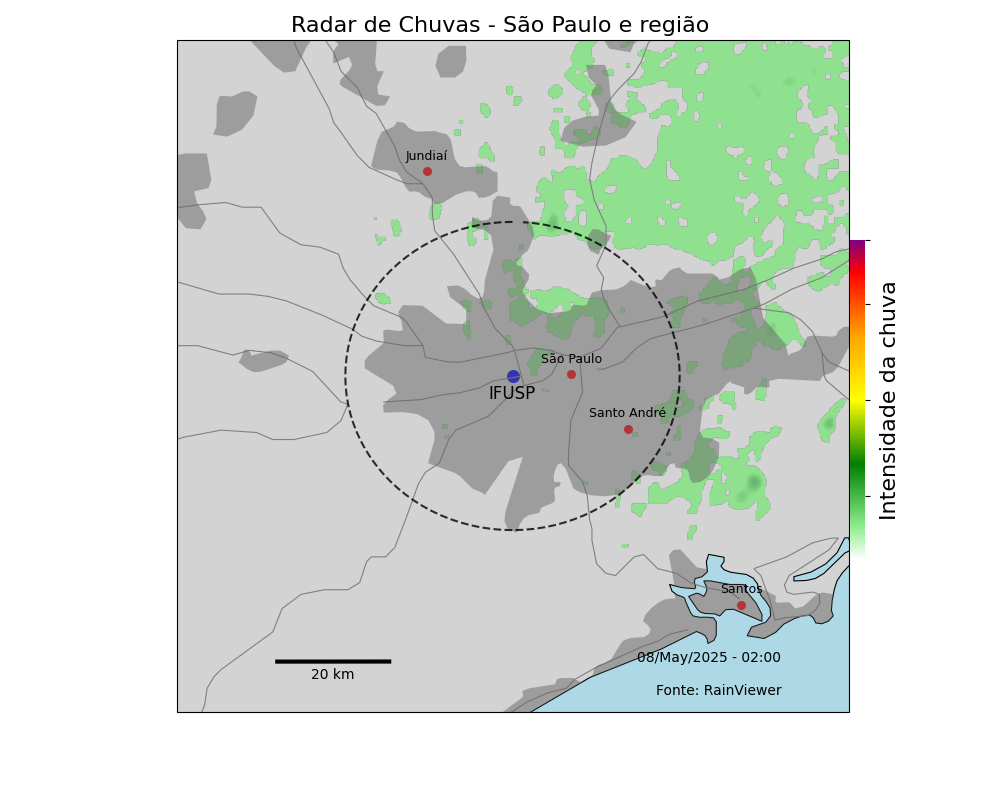 Radar de Chuvas - São Paulo e região
Jundiaí
São Paulo
IFUSP
Santo André
Intensidade da chuva
Santos
20 km
08/May/2025 - 02:00
Fonte: RainViewer